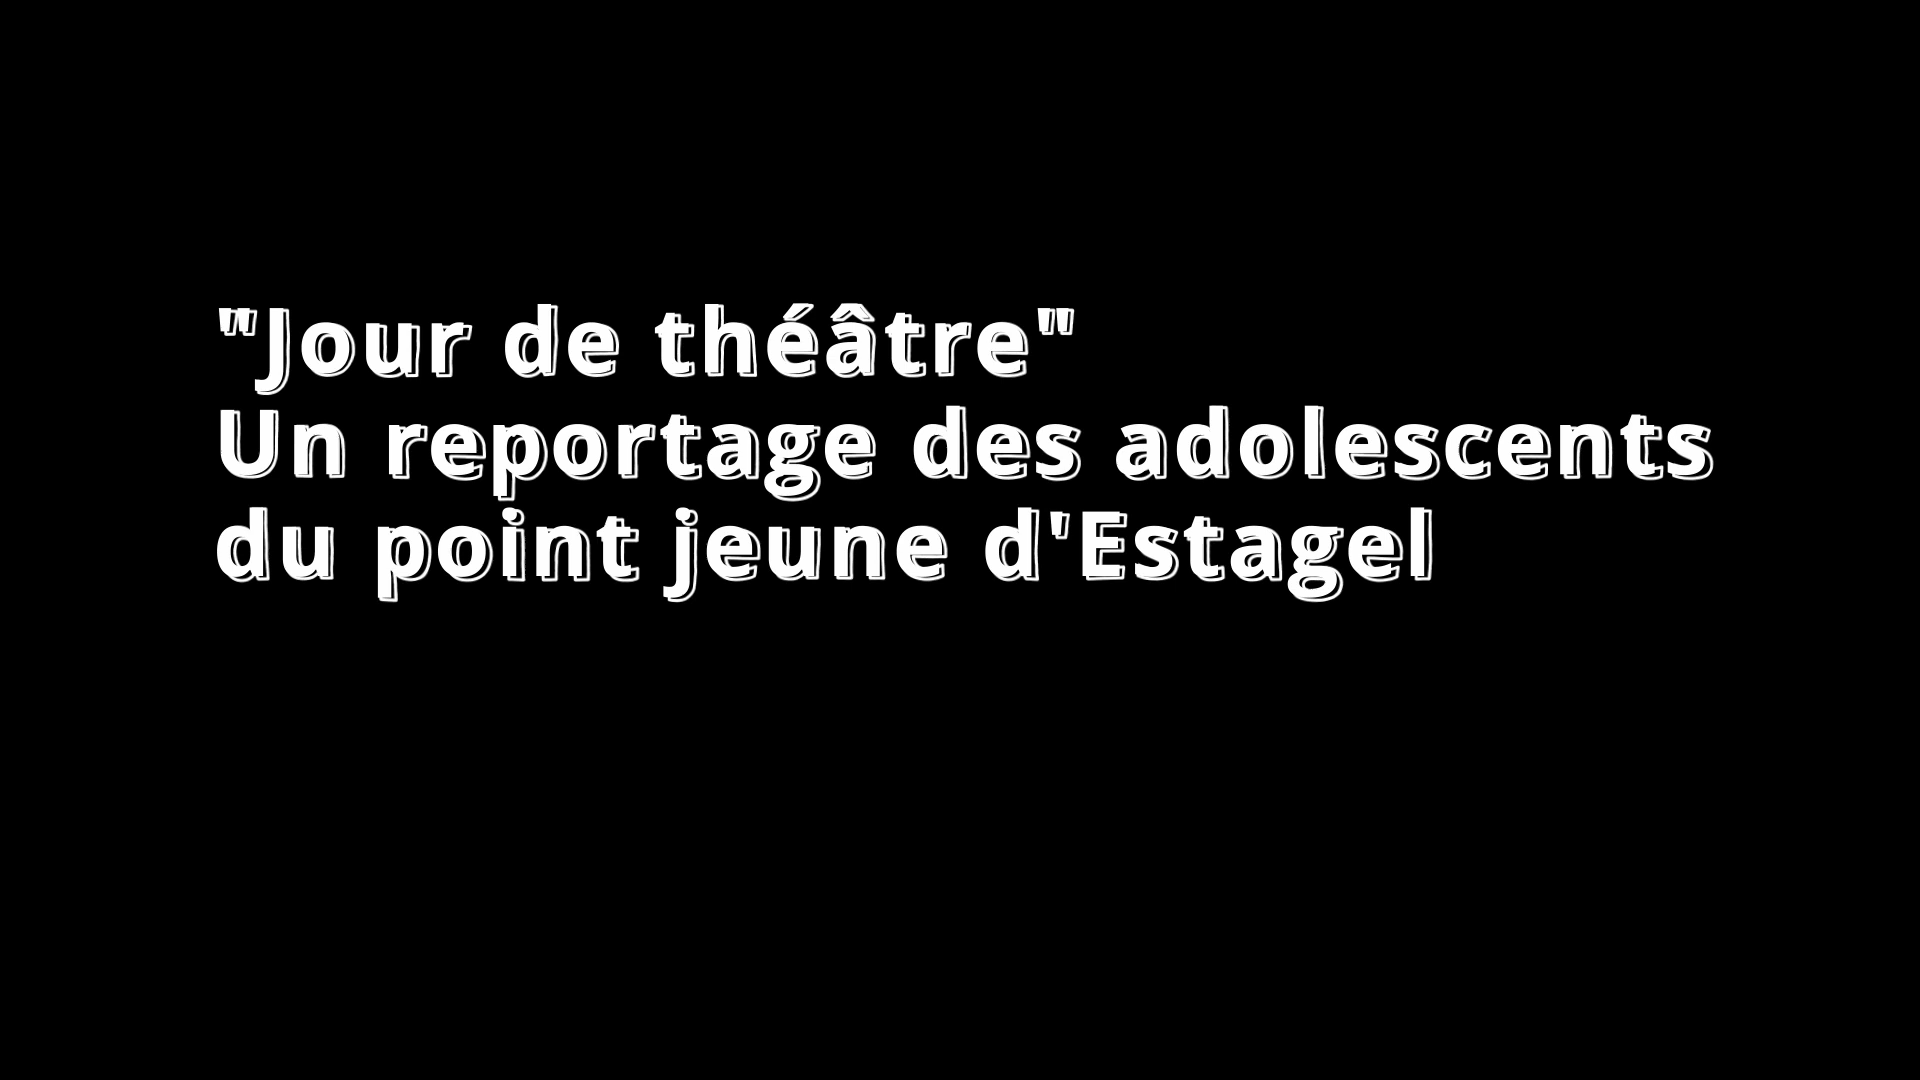 "Jour de théâtre"
Un reportage des adolescents
du point jeune d'Estagel